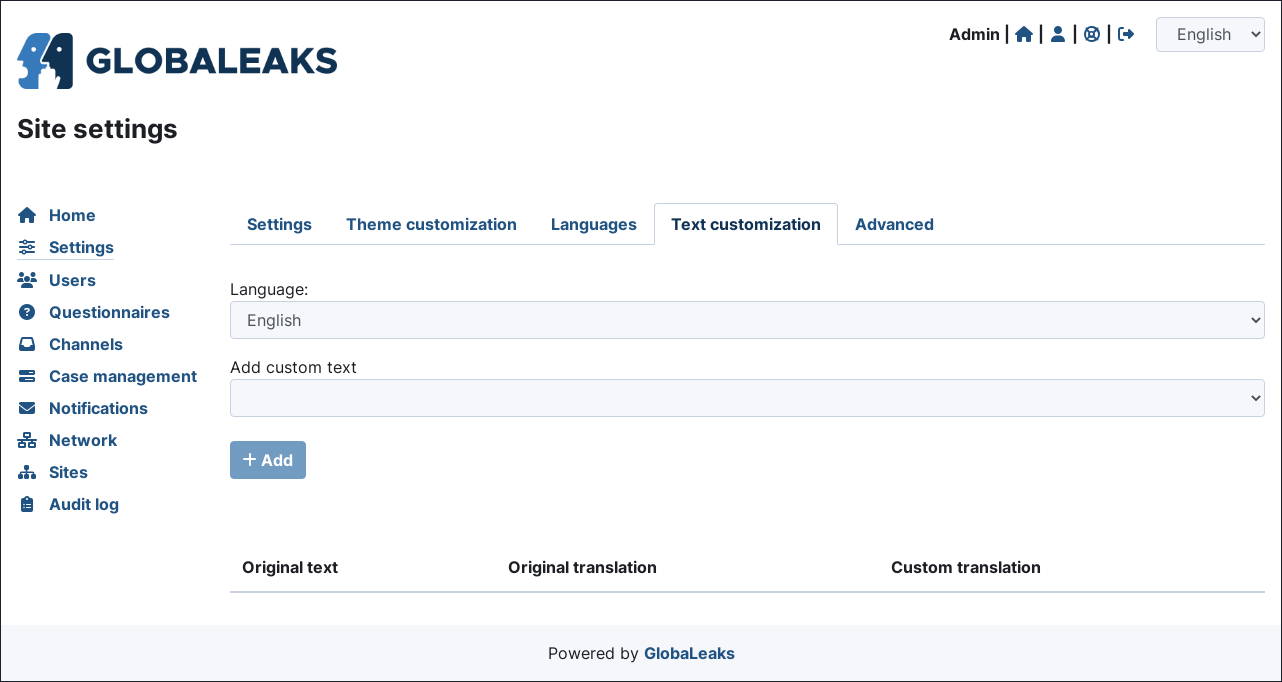 Admin | | | |
English
GLOBALEAKS
Site settings
Home
Settings
Users
Questionnaires
Channels
Case management
Notifications
Network
Sites
Audit log
Settings Theme customization Languages Text customization Advanced
Language:
English
Add custom text
+ Add
Original text Original translation Custom translation
Powered by GlobaLeaks